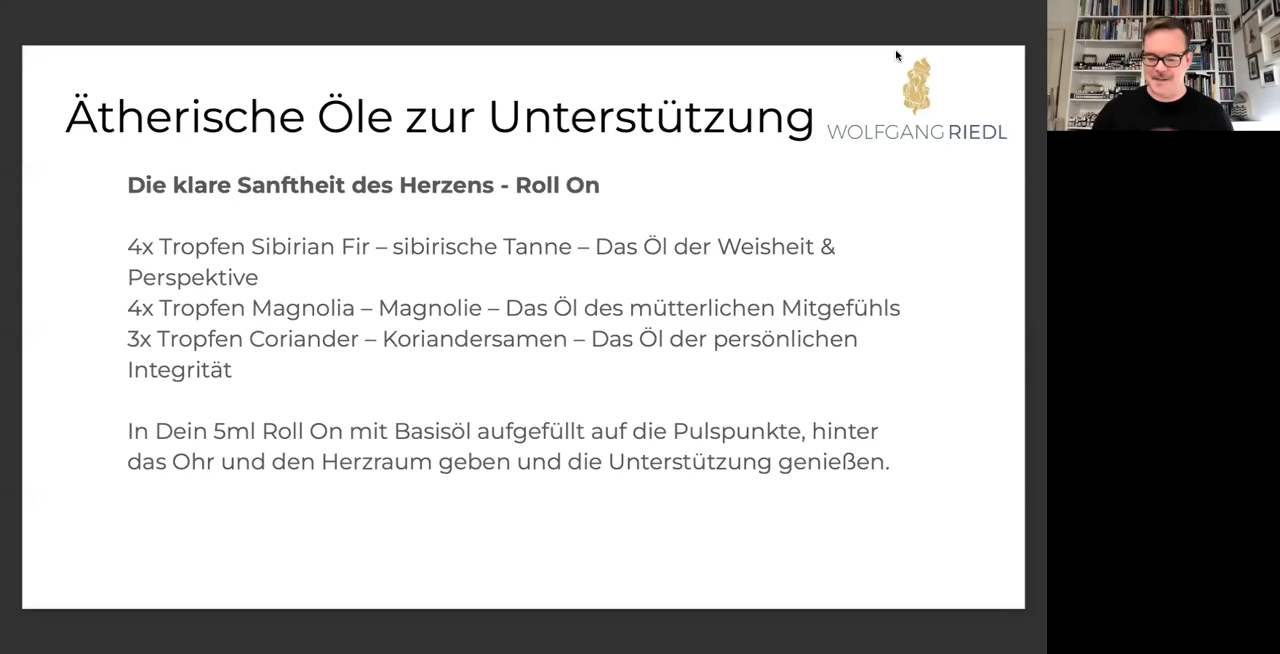 Ätherische Öle zur Unterstützung
WOLFGANG RIEDL
Die klare Sanftheit des Herzens - Roll On
4x Tropfen Sibirian Fir – sibirische Tanne – Das Öl der Weisheit &
Perspektive
4x Tropfen Magnolia – Magnolie – Das Öl des mütterlichen Mitgefühls
3x Tropfen Coriander – Koriandersamen – Das Öl der persönlichen
Integrität
In Dein 5ml Roll On mit Basisöl aufgefüllt auf die Pulspunkte, hinter
das Ohr und den Herzraum geben und die Unterstützung genießen.